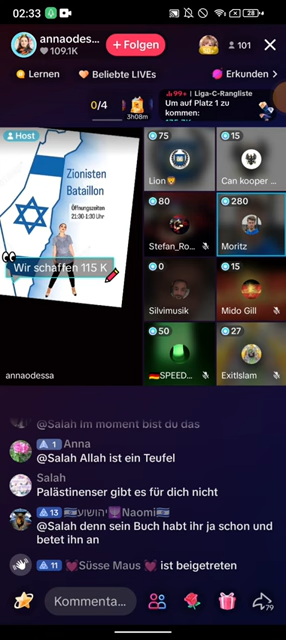 02:33
28
annaodes...
109.1K
+ Folgen
101
Lernen
Beliebte LIVEs
Erkunden
0/4
3h08m
99+ | Liga-C-Rangliste
Um auf Platz 1 zu
kommen:
Host
Zionisten
Bataillon
Öffnungszeiten
21:30-1:30 Uhr
Wir schaffen 115 K
annaodessa
75
Lion
15
Can kooper ...
80
Stefan_Ro...
280
Moritz
0
Silvimusik
15
Mido Gill
50
SPEED...
27
ExitIslam
@Salah Im moment bist du das
1 Anna
@Salah Allah ist ein Teufel
Salah
Palästinenser gibt es für dich nicht
13 🇮🇱יהושוע🕎Naomi🇮🇱
@Salah denn sein Buch habt ihr ja schon und
betet ihn an
11 Süsse Maus ist beigetreten
Kommenta...
79